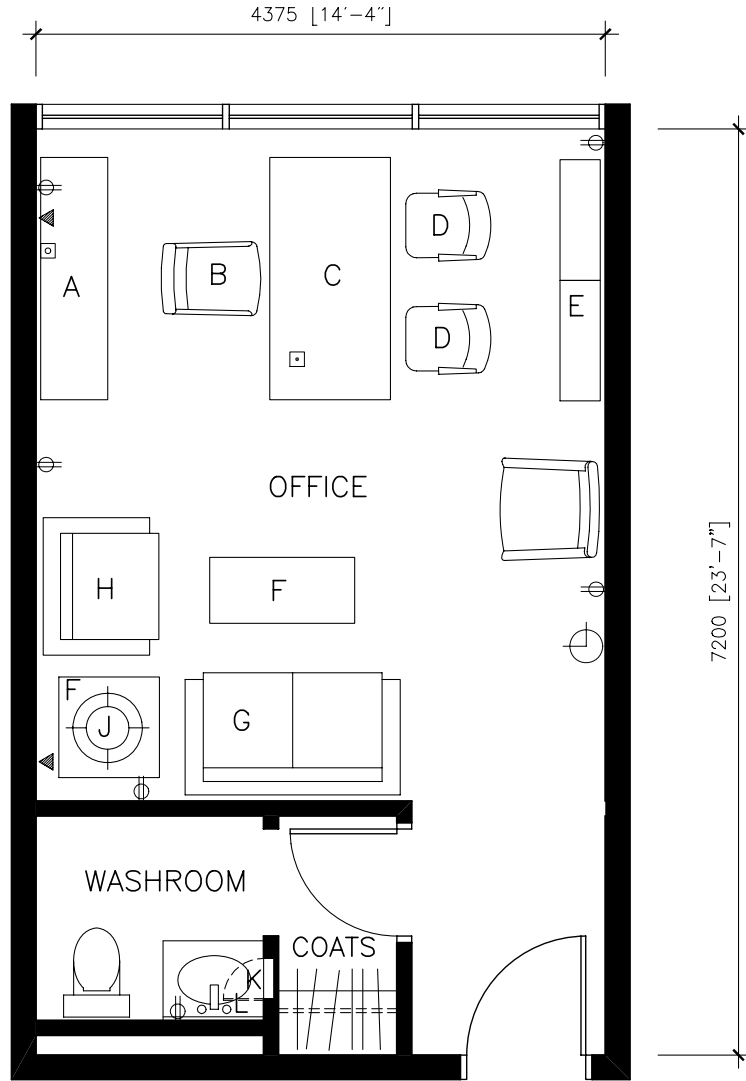 4375 [14'-4"]
D
B
C
A
E
D
OFFICE
7200 [23'-7"]
H
F
F
G
J
WASHROOM
COATS
K
L